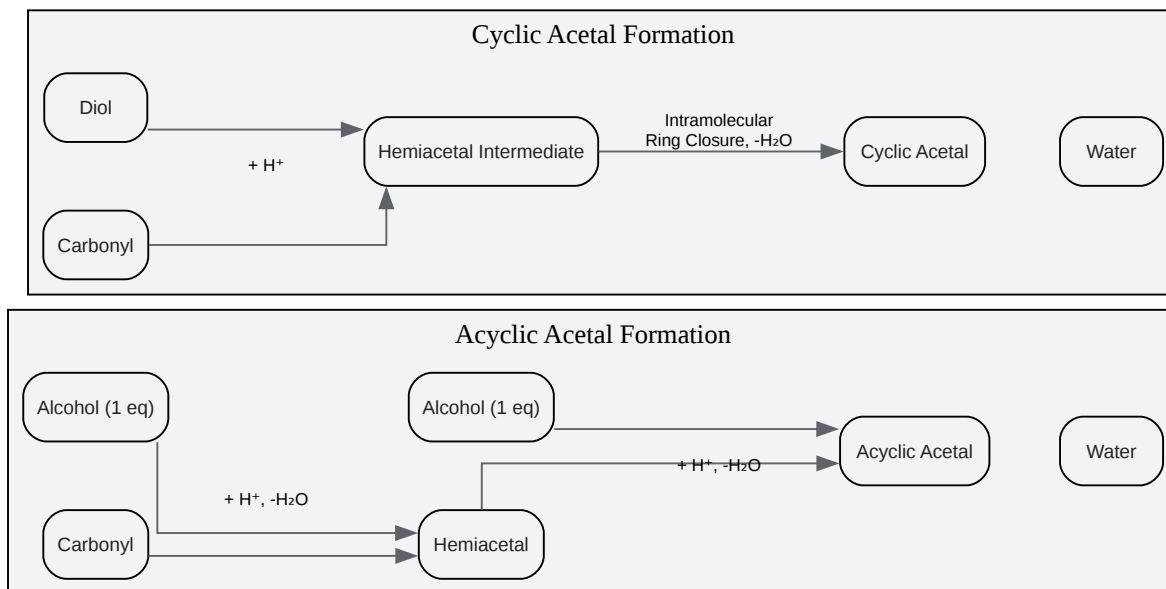 Cyclic Acetal Formation
Diol
+ H⁺
Carbonyl
Hemiacetal Intermediate
Intramolecular
Ring Closure, -H₂O
Cyclic Acetal
Water
Acyclic Acetal Formation
Alcohol (1 eq)
+ H⁺, -H₂O
Carbonyl
Alcohol (1 eq)
Hemiacetal
+ H⁺, -H₂O
Acyclic Acetal
Water